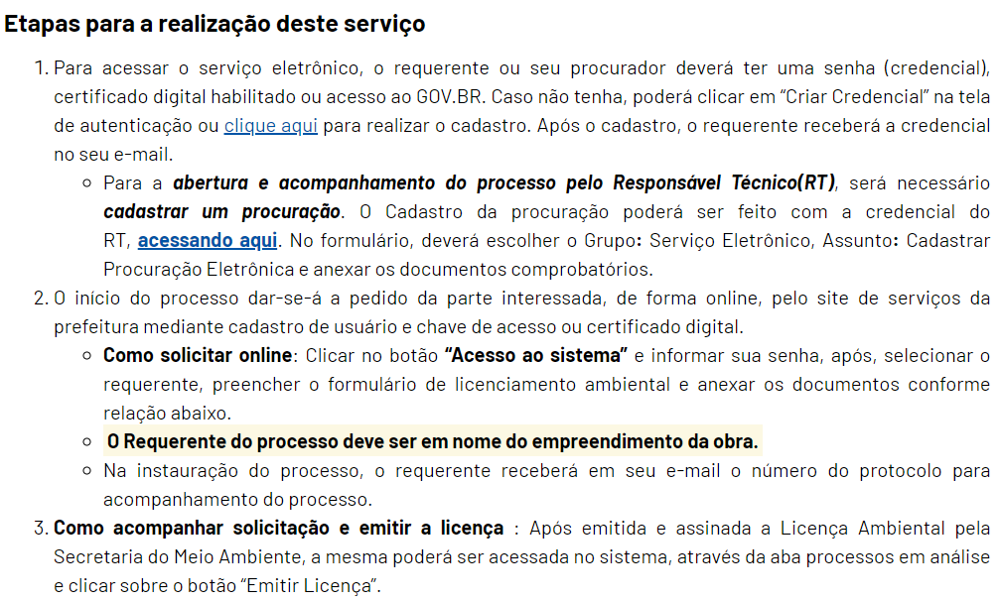 Etapas para a realização deste serviço
1. Para acessar o serviço eletrônico, o requerente ou seu procurador deverá ter uma senha (credencial),
certificado digital habilitado ou acesso ao GOV.BR. Caso não tenha, poderá clicar em “Criar Credencial” na tela
de autenticação ou clique aqui para realizar o cadastro. Após o cadastro, o requerente receberá a credencial
no seu e-mail.
○ Para a abertura e acompanhamento do processo pelo Responsável Técnico(RT), será necessário
cadastrar um procuração. O Cadastro da procuração poderá ser feito com a credencial do
RT, acessando aqui. No formulário, deverá escolher o Grupo: Serviço Eletrônico, Assunto: Cadastrar
Procuração Eletrônica e anexar os documentos comprobatórios.
2. O início do processo dar-se-á a pedido da parte interessada, de forma online, pelo site de serviços da
prefeitura mediante cadastro de usuário e chave de acesso ou certificado digital.
○ Como solicitar online: Clicar no botão “Acesso ao sistema” e informar sua senha, após, selecionar o
requerente, preencher o formulário de licenciamento ambiental e anexar os documentos conforme
relação abaixo.
○ O Requerente do processo deve ser em nome do empreendimento da obra.
○ Na instauração do processo, o requerente receberá em seu e-mail o número do protocolo para
acompanhamento do processo.
3. Como acompanhar solicitação e emitir a licença : Após emitida e assinada a Licença Ambiental pela
Secretaria do Meio Ambiente, a mesma poderá ser acessada no sistema, através da aba processos em análise
e clicar sobre o botão “Emitir Licença”.